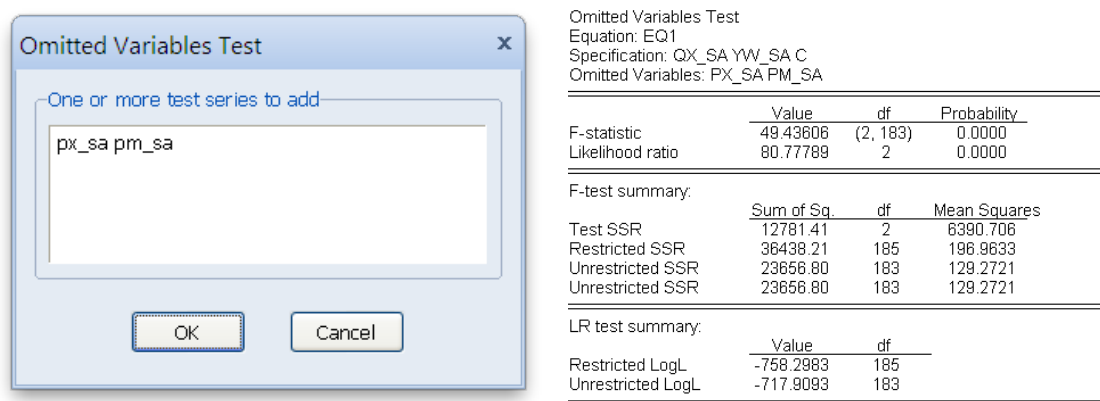 Omitted Variables Test
x
One or more test series to add
px_sa pm_sa
OK
Cancel
Omitted Variables Test
Equation: EQ1
Specification: QX_SA YW_SA C
Omitted Variables: PX_SA PM_SA
Value df Probability
F-statistic 49.43606 (2, 183) 0.0000
Likelihood ratio 80.77789 2 0.0000
F-test summary:
Sum of Sq. df Mean Squares
Test SSR 12781.41 2 6390.706
Restricted SSR 36438.21 185 196.9633
Unrestricted SSR 23656.80 183 129.2721
Unrestricted SSR 23656.80 183 129.2721
LR test summary:
Value df
Restricted LogL -758.2983 185
Unrestricted LogL -717.9093 183